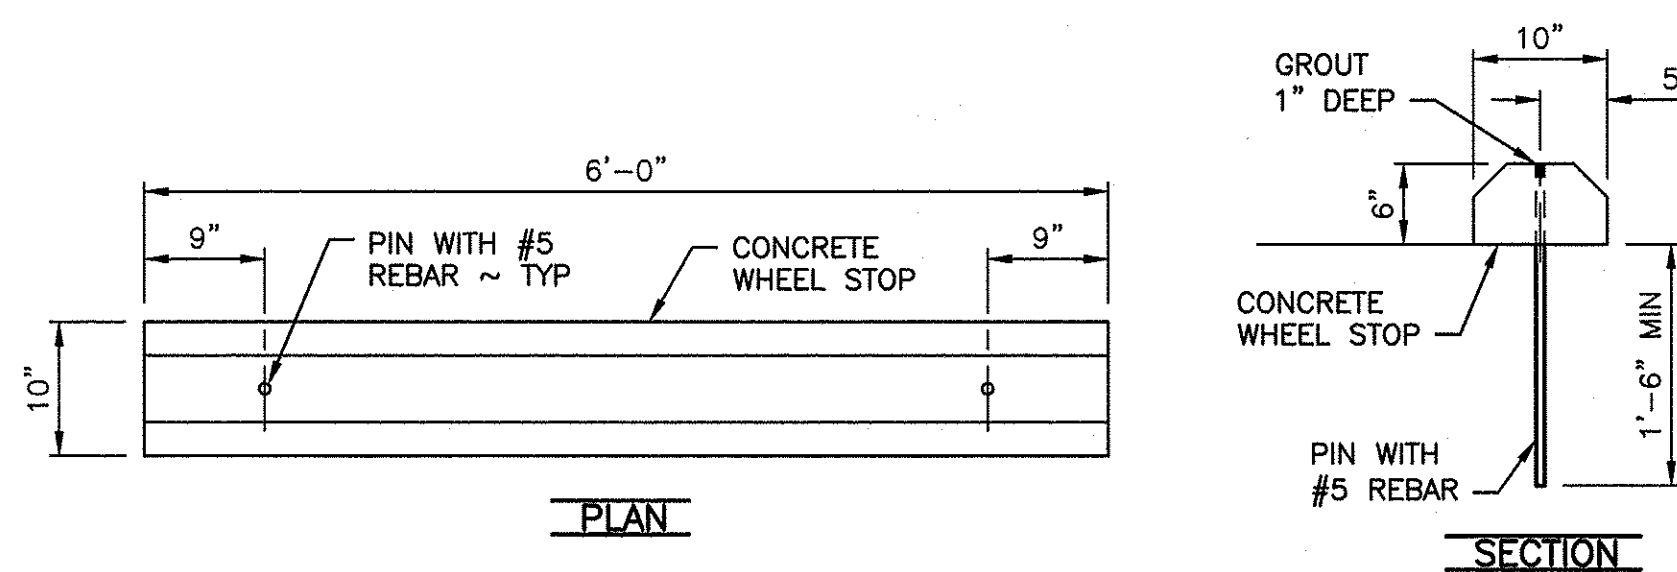 6'-0"
9"
PIN WITH #5
REBAR ~ TYP
CONCRETE
WHEEL STOP
9"
10"
PLAN
10"
5
GROUT
1" DEEP
6"
CONCRETE
WHEEL STOP
1'-6" MIN
PIN WITH
#5 REBAR
SECTION